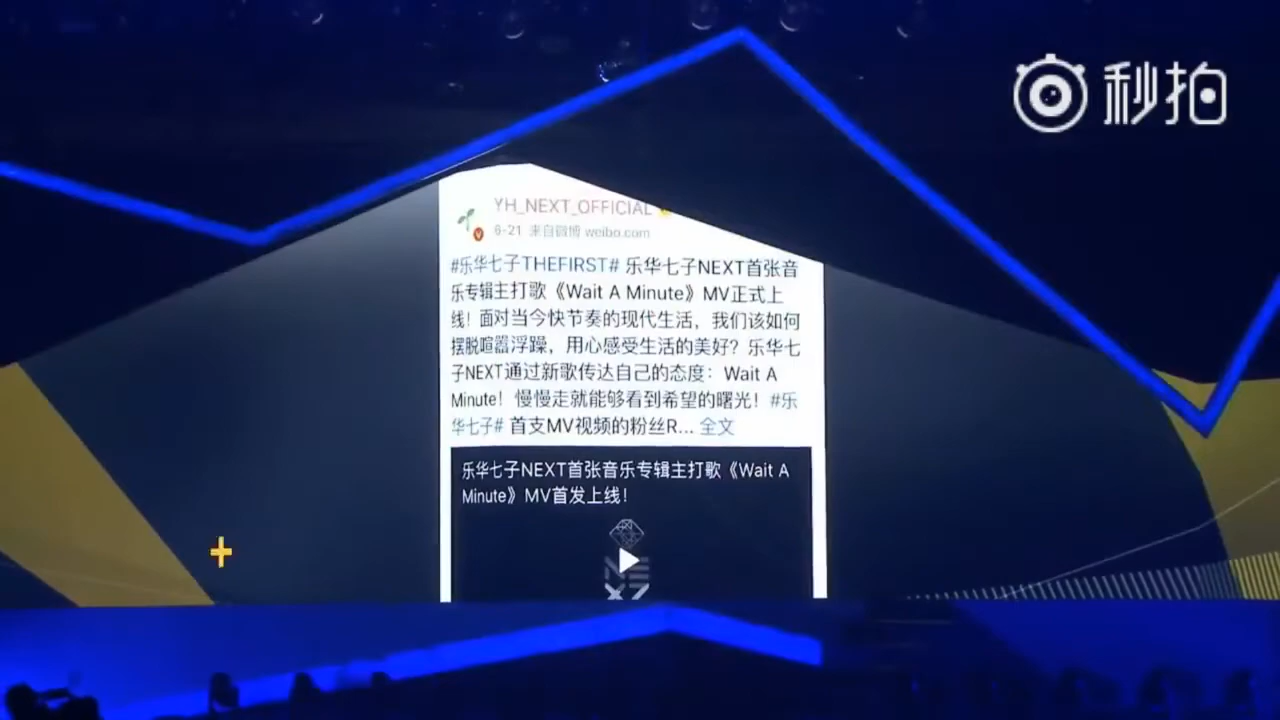 秒拍
YH_NEXT_OFFICIAL
6-21 来自微博 weibo.com
#乐华七子THEFIRST# 乐华七子NEXT首张音
乐专辑主打歌《Wait A Minute》MV正式上
线！面对当今快节奏的现代生活，我们该如何
摆脱喧嚣浮躁，用心感受生活的美好？乐华七
子NEXT通过新歌传达自己的态度：Wait A
Minute！慢慢走就能够看到希望的曙光！#乐
华七子# 首支MV视频的粉丝R... 全文
乐华七子NEXT首张音乐专辑主打歌《Wait A
Minute》MV首发上线！
NE
XT